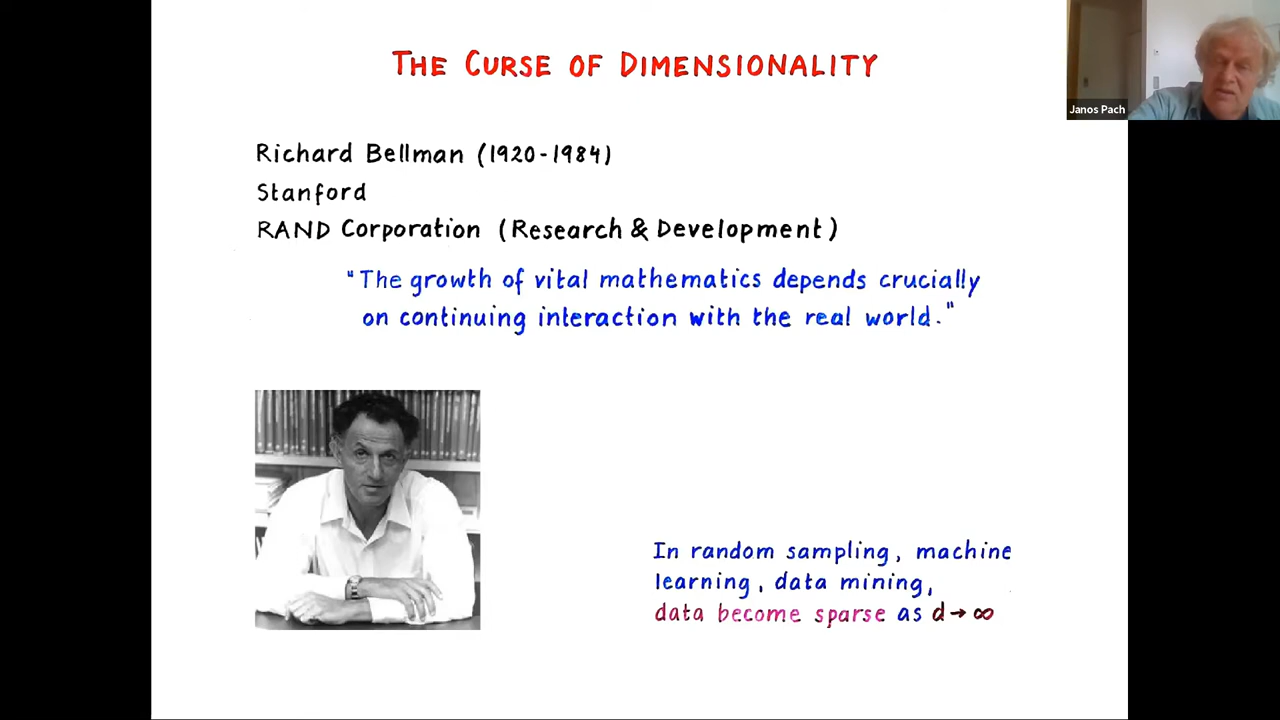 THE CURSE OF DIMENSIONALITY
Janos Pach
Richard Bellman (1920-1984)
Stanford
RAND Corporation (Research & Development)
"The growth of vital mathematics depends crucially
on continuing interaction with the real world."
In random sampling, machine
learning, data mining,
data become sparse as d→∞